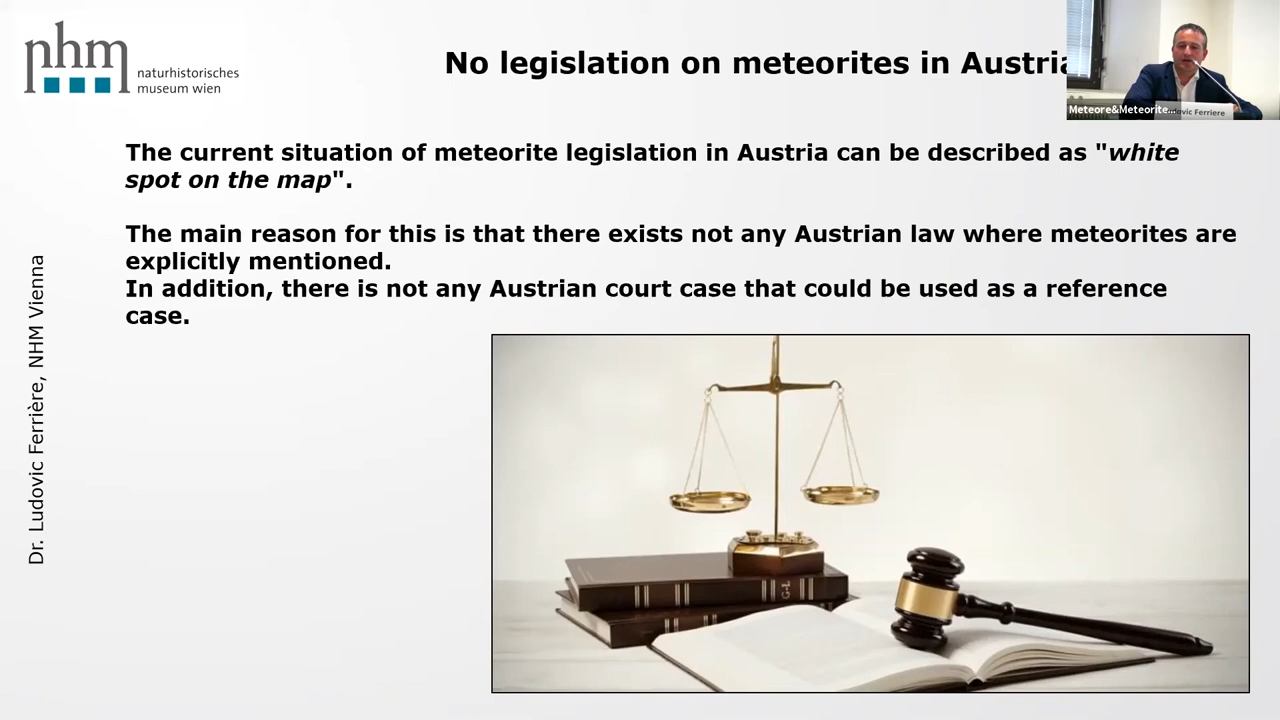 nhm
naturhistorisches
museum wien
No legislation on meteorites in Austria
Meteore&Meteorite...
Ludovic Ferriere
The current situation of meteorite legislation in Austria can be described as "white
spot on the map".
The main reason for this is that there exists not any Austrian law where meteorites are
explicitly mentioned.
In addition, there is not any Austrian court case that could be used as a reference
case.
Dr. Ludovic Ferrière, NHM Vienna
G-L